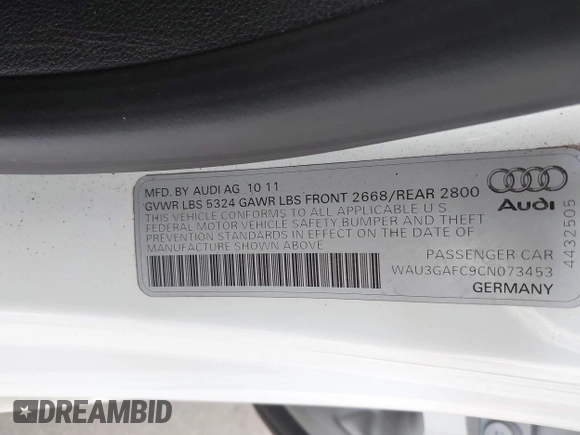 MFD. BY AUDI AG 10 11
GVWR LBS 5324 GAWR LBS FRONT 2668/REAR 2800
THIS VEHICLE CONFORMS TO ALL APPLICABLE U S
FEDERAL MOTOR VEHICLE SAFETY, BUMPER AND THEFT
PREVENTION STANDARDS IN EFFECT ON THE DATE OF
MANUFACTURE SHOWN ABOVE
Audi
PASSENGER CAR
WAU3GAFC9CN073453
GERMANY
4432505
DREAMBID